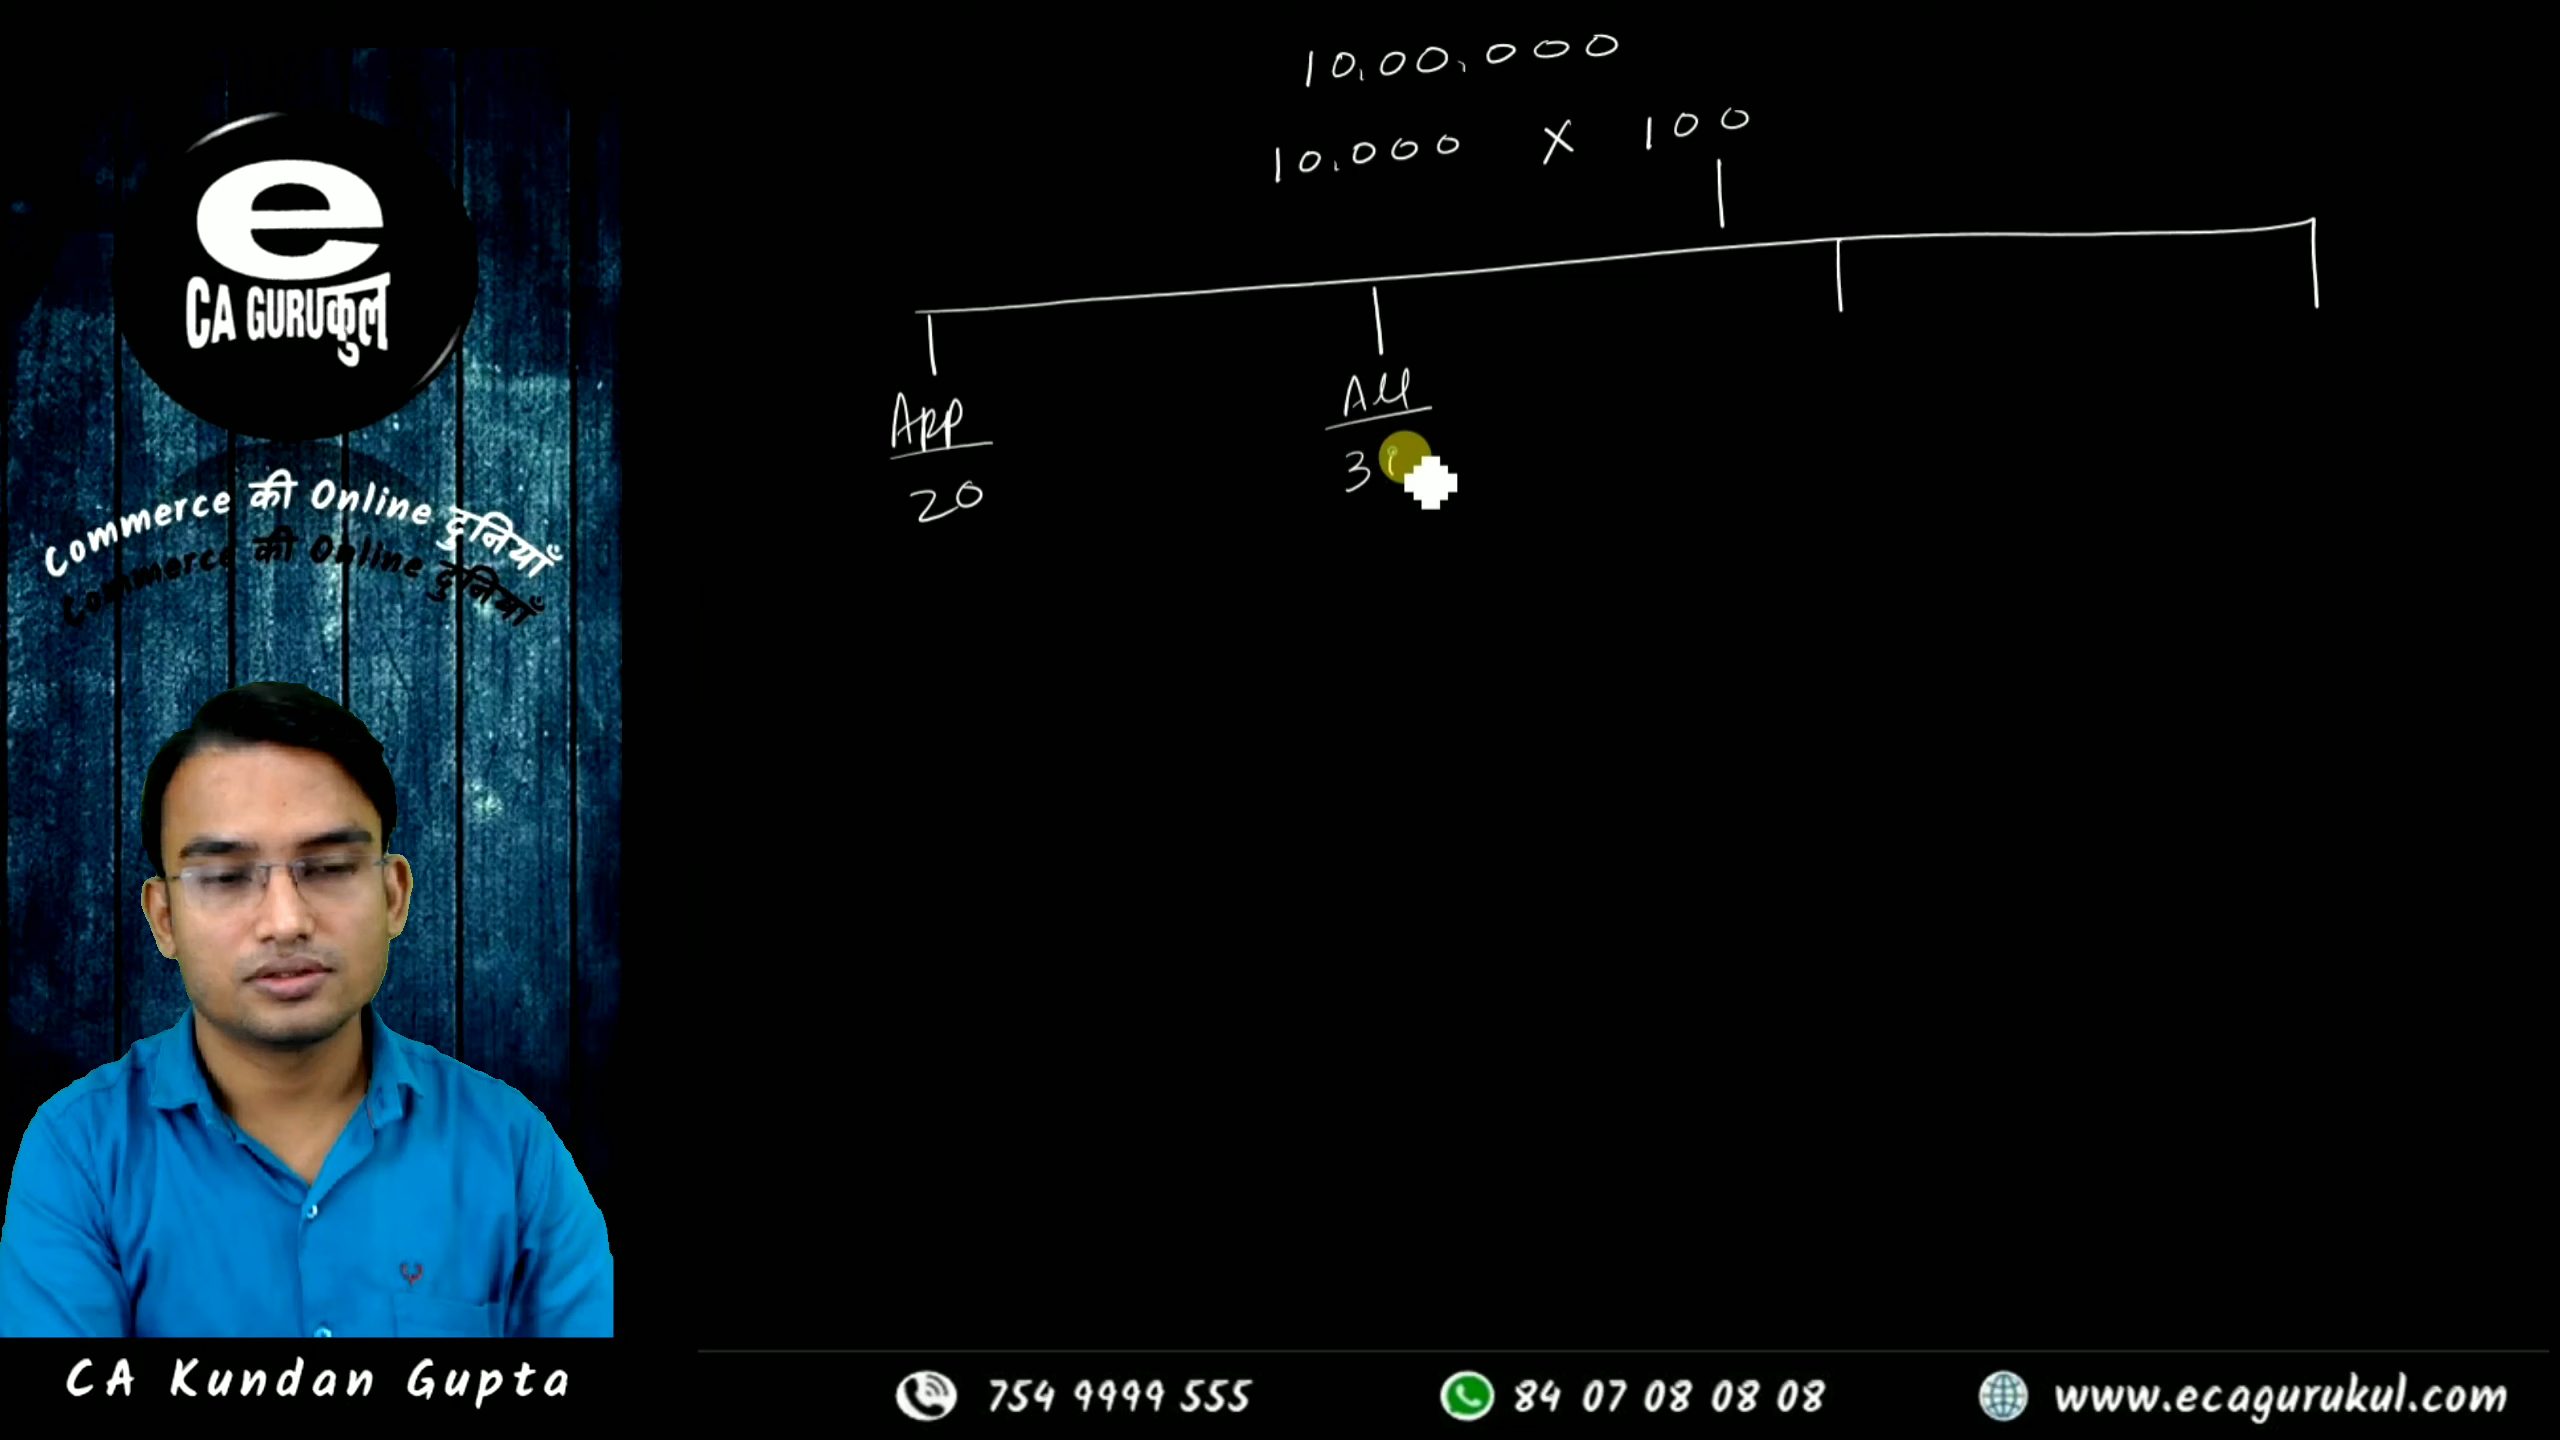 10,00,000
10,000 X 100
App
All
20
3
e
CA GURUकुल
Commerce की Online दुनियाँ
Commerce की Online दुनियाँ
CA Kundan Gupta
754 9999 555
84 07 08 08 08
www.ecagurukul.com